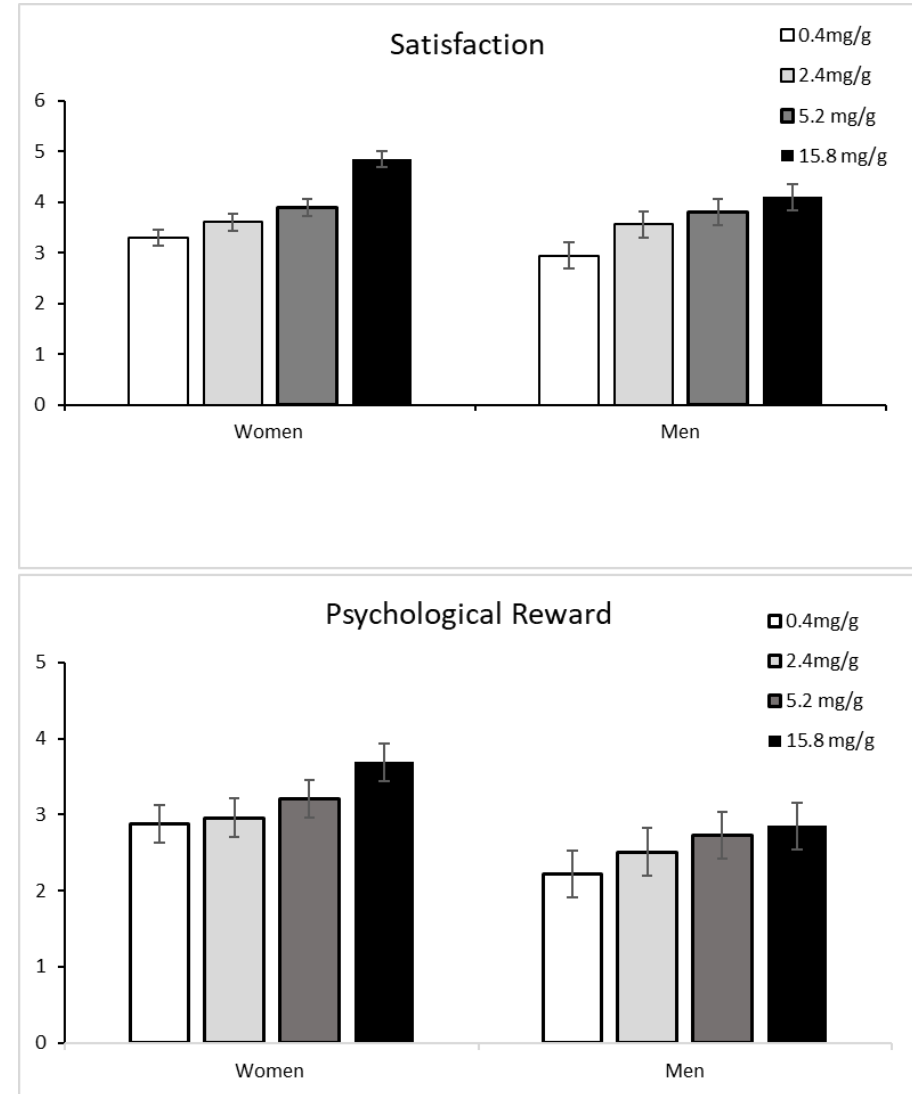 Satisfaction
0.4mg/g
2.4mg/g
5.2 mg/g
15.8 mg/g
6
5
4
3
2
1
0
Women
Men
Psychological Reward
0.4mg/g
2.4mg/g
5.2 mg/g
15.8 mg/g
5
4
3
2
1
0
Women
Men